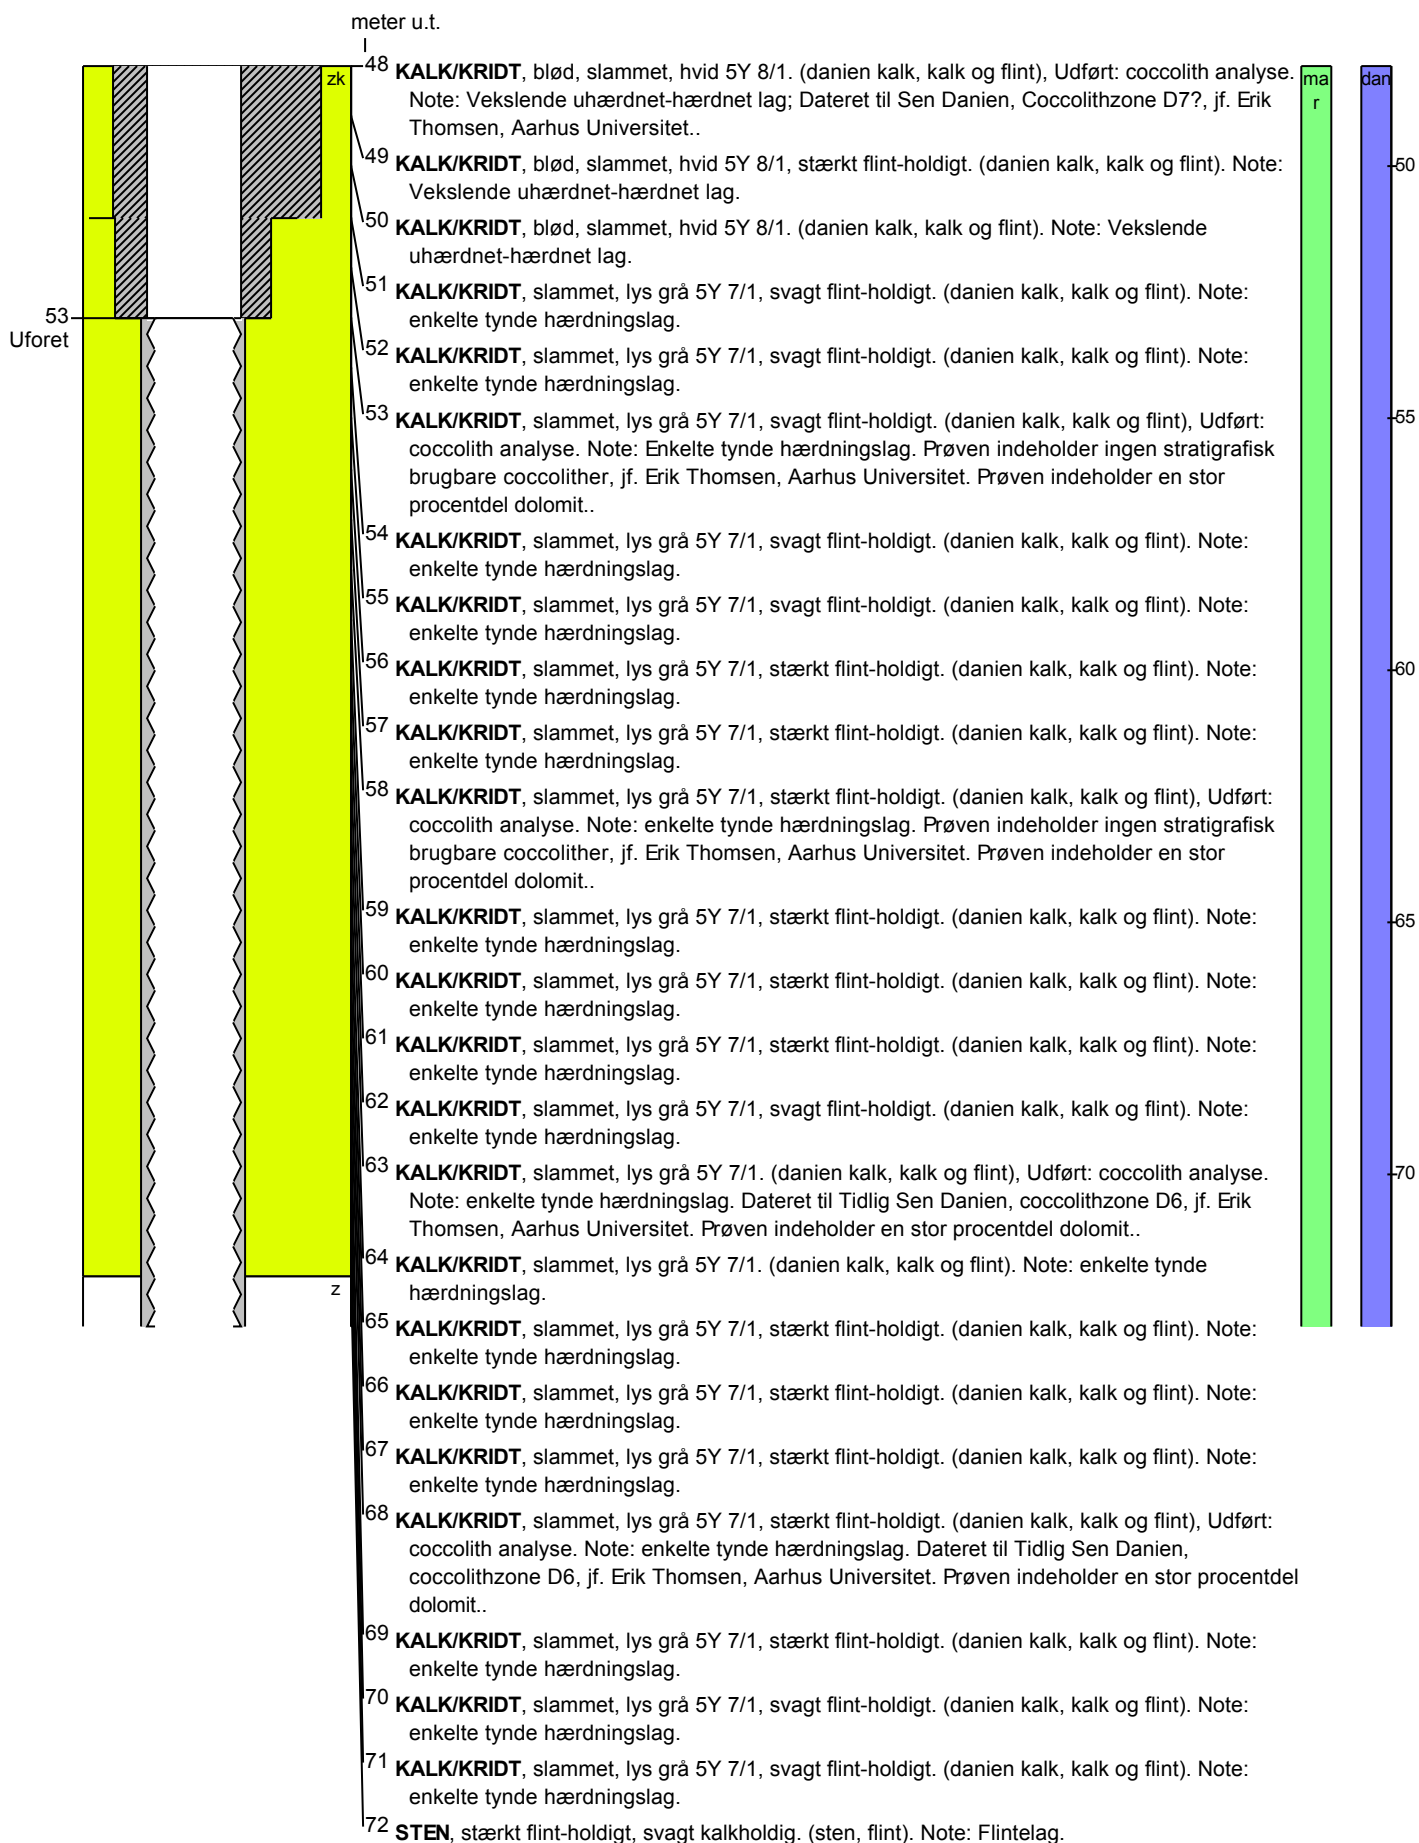 meter u.t.
48 KALK/KRIDT, blød, slammet, hvid 5Y 8/1. (danien kalk, kalk og flint), Udført: coccolith analyse.
Note: Vekslende uhærdnet-hærdnet lag; Dateret til Sen Danien, Coccolithzone D7?, jf. Erik
Thomsen, Aarhus Universitet..
49 KALK/KRIDT, blød, slammet, hvid 5Y 8/1, stærkt flint-holdigt. (danien kalk, kalk og flint). Note:
Vekslende uhærdnet-hærdnet lag.
50 KALK/KRIDT, blød, slammet, hvid 5Y 8/1. (danien kalk, kalk og flint). Note: Vekslende
uhærdnet-hærdnet lag.
51 KALK/KRIDT, slammet, lys grå 5Y 7/1, svagt flint-holdigt. (danien kalk, kalk og flint). Note:
enkelte tynde hærdningslag.
52 KALK/KRIDT, slammet, lys grå 5Y 7/1, svagt flint-holdigt. (danien kalk, kalk og flint). Note:
enkelte tynde hærdningslag.
53 KALK/KRIDT, slammet, lys grå 5Y 7/1, svagt flint-holdigt. (danien kalk, kalk og flint), Udført:
coccolith analyse. Note: Enkelte tynde hærdningslag. Prøven indeholder ingen stratigrafisk
brugbare coccolither, jf. Erik Thomsen, Aarhus Universitet. Prøven indeholder en stor
procentdel dolomit..
54 KALK/KRIDT, slammet, lys grå 5Y 7/1, svagt flint-holdigt. (danien kalk, kalk og flint). Note:
enkelte tynde hærdningslag.
55 KALK/KRIDT, slammet, lys grå 5Y 7/1, svagt flint-holdigt. (danien kalk, kalk og flint). Note:
enkelte tynde hærdningslag.
56 KALK/KRIDT, slammet, lys grå 5Y 7/1, stærkt flint-holdigt. (danien kalk, kalk og flint). Note:
enkelte tynde hærdningslag.
57 KALK/KRIDT, slammet, lys grå 5Y 7/1, stærkt flint-holdigt. (danien kalk, kalk og flint). Note:
enkelte tynde hærdningslag.
58 KALK/KRIDT, slammet, lys grå 5Y 7/1, stærkt flint-holdigt. (danien kalk, kalk og flint), Udført:
coccolith analyse. Note: enkelte tynde hærdningslag. Prøven indeholder ingen stratigrafisk
brugbare coccolither, jf. Erik Thomsen, Aarhus Universitet. Prøven indeholder en stor
procentdel dolomit..
59 KALK/KRIDT, slammet, lys grå 5Y 7/1, stærkt flint-holdigt. (danien kalk, kalk og flint). Note:
enkelte tynde hærdningslag.
60 KALK/KRIDT, slammet, lys grå 5Y 7/1, stærkt flint-holdigt. (danien kalk, kalk og flint). Note:
enkelte tynde hærdningslag.
61 KALK/KRIDT, slammet, lys grå 5Y 7/1, stærkt flint-holdigt. (danien kalk, kalk og flint). Note:
enkelte tynde hærdningslag.
62 KALK/KRIDT, slammet, lys grå 5Y 7/1, svagt flint-holdigt. (danien kalk, kalk og flint). Note:
enkelte tynde hærdningslag.
63 KALK/KRIDT, slammet, lys grå 5Y 7/1. (danien kalk, kalk og flint), Udført: coccolith analyse.
Note: enkelte tynde hærdningslag. Dateret til Tidlig Sen Danien, coccolithzone D6, jf. Erik
Thomsen, Aarhus Universitet. Prøven indeholder en stor procentdel dolomit..
64 KALK/KRIDT, slammet, lys grå 5Y 7/1. (danien kalk, kalk og flint). Note: enkelte tynde
hærdningslag.
65 KALK/KRIDT, slammet, lys grå 5Y 7/1, stærkt flint-holdigt. (danien kalk, kalk og flint). Note:
enkelte tynde hærdningslag.
66 KALK/KRIDT, slammet, lys grå 5Y 7/1, stærkt flint-holdigt. (danien kalk, kalk og flint). Note:
enkelte tynde hærdningslag.
67 KALK/KRIDT, slammet, lys grå 5Y 7/1, stærkt flint-holdigt. (danien kalk, kalk og flint). Note:
enkelte tynde hærdningslag.
68 KALK/KRIDT, slammet, lys grå 5Y 7/1, stærkt flint-holdigt. (danien kalk, kalk og flint), Udført:
coccolith analyse. Note: enkelte tynde hærdningslag. Dateret til Tidlig Sen Danien,
coccolithzone D6, jf. Erik Thomsen, Aarhus Universitet. Prøven indeholder en stor procentdel
dolomit..
69 KALK/KRIDT, slammet, lys grå 5Y 7/1, stærkt flint-holdigt. (danien kalk, kalk og flint). Note:
enkelte tynde hærdningslag.
70 KALK/KRIDT, slammet, lys grå 5Y 7/1, svagt flint-holdigt. (danien kalk, kalk og flint). Note:
enkelte tynde hærdningslag.
71 KALK/KRIDT, slammet, lys grå 5Y 7/1, svagt flint-holdigt. (danien kalk, kalk og flint). Note:
enkelte tynde hærdningslag.
72 STEN, stærkt flint-holdigt, svagt kalkholdig. (sten, flint). Note: Flintelag.
zk
53
Uforet
z
ma
r
dan
50
55
60
65
70